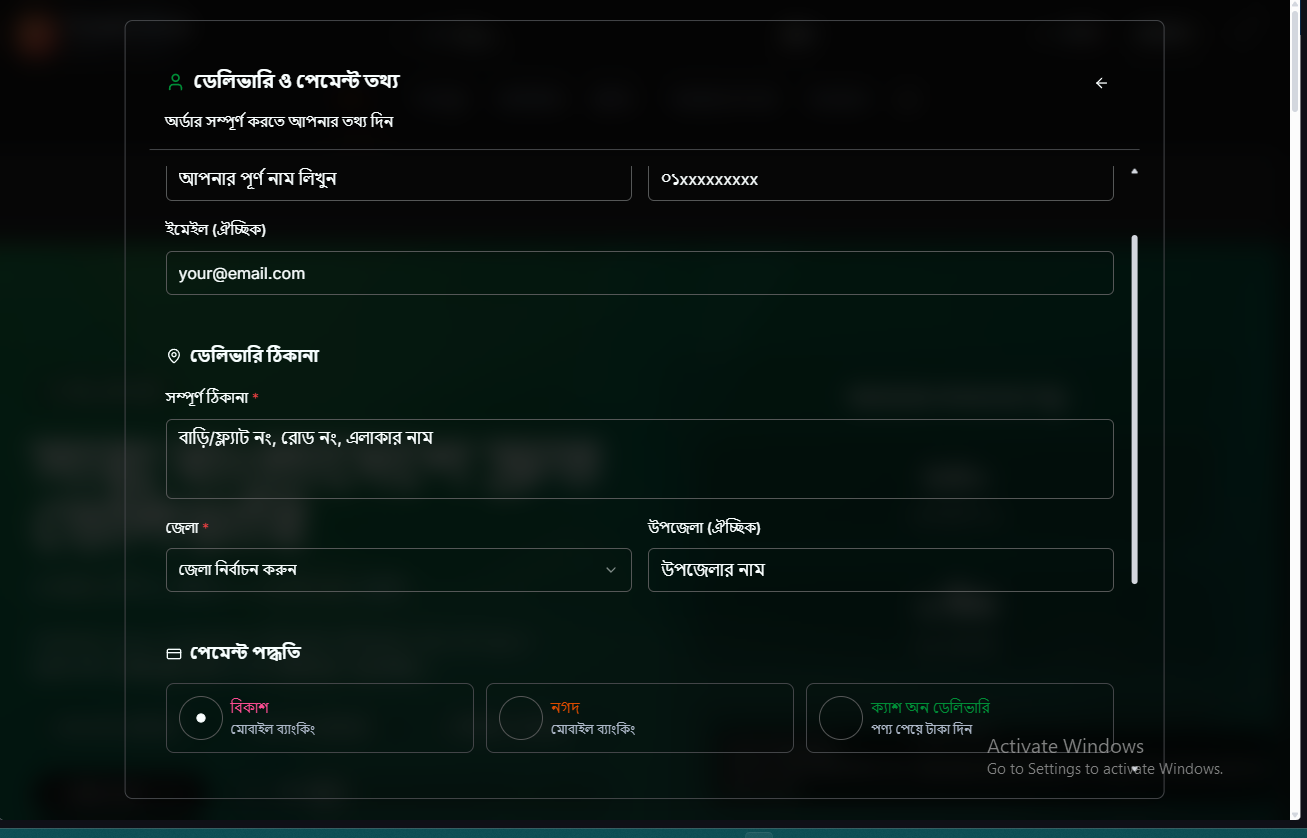 ডেলিভারি ও পেমেন্ট তথ্য
অর্ডার সম্পূর্ণ করতে আপনার তথ্য দিন
আপনার পূর্ণ নাম লিখুন
০১xxxxxxxxx
ইমেইল (ঐচ্ছিক)
your@email.com
ডেলিভারি ঠিকানা
সম্পূর্ণ ঠিকানা *
বাড়ি/ফ্ল্যাট নং, রোড নং, এলাকার নাম
জেলা *
উপজেলা (ঐচ্ছিক)
জেলা নির্বাচন করুন
উপজেলার নাম
পেমেন্ট পদ্ধতি
বিকাশ
মোবাইল ব্যাংকিং
নগদ
মোবাইল ব্যাংকিং
ক্যাশ অন ডেলিভারি
পণ্য পেয়ে টাকা দিন
Activate Windows
Go to Settings to activate Windows.